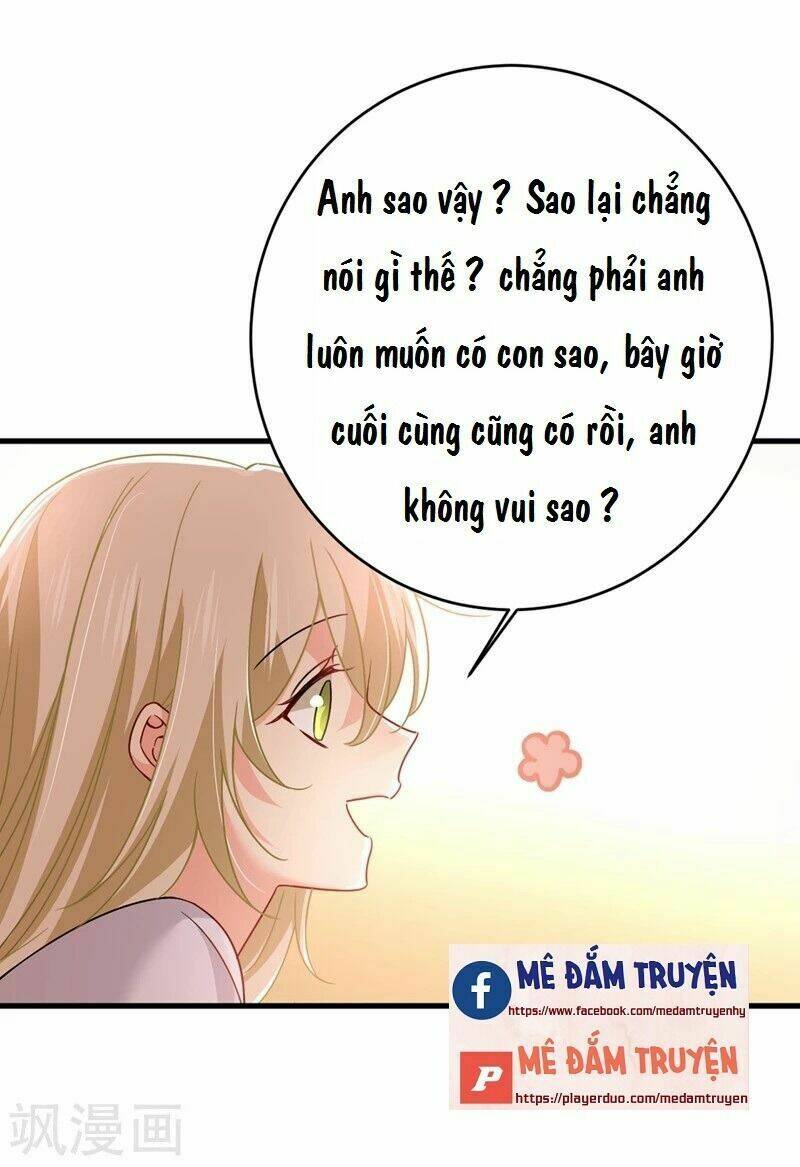 Anh sao vậy? Sao lại chẳng
nói gì thế? chẳng phải anh
luôn muốn có con sao, bây giờ
cuối cùng cũng có rồi, anh
không vui sao?
MÊ ĐẮM TRUYỆN
https://www.facebook.com/medamtruyenhy
MÊ ĐẮM TRUYỆN
https://playerduo.com/medamtruyen
飒漫画